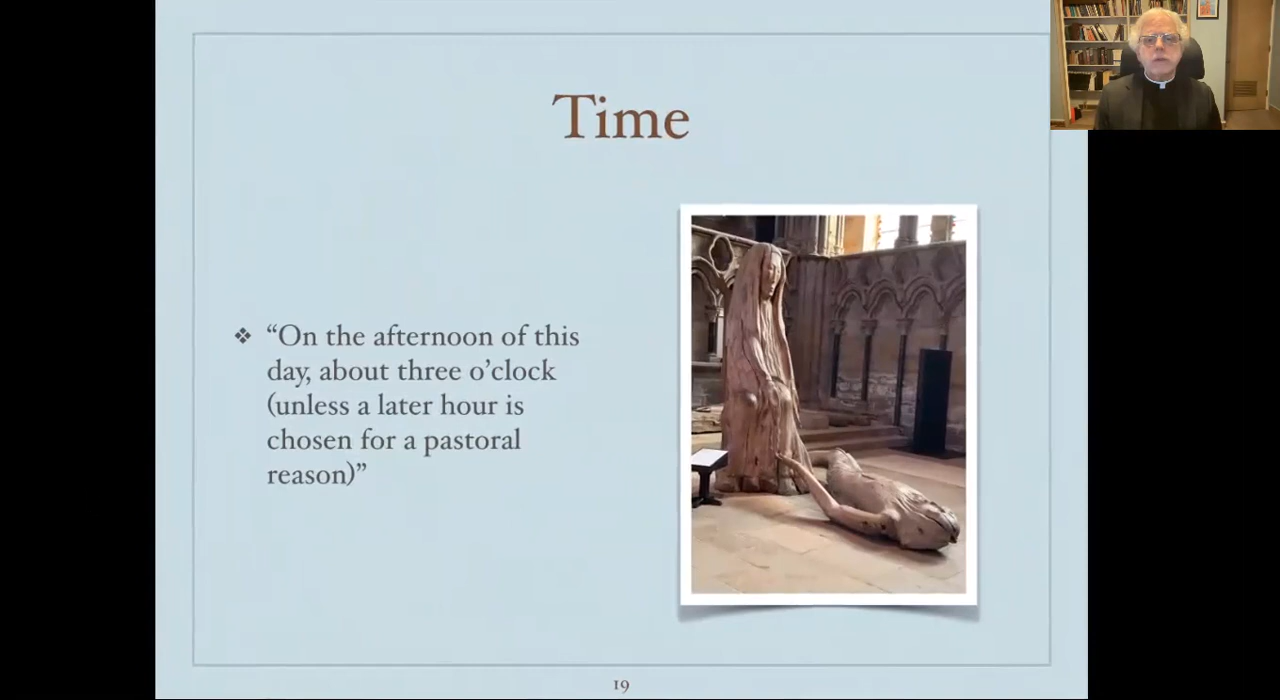 Time
❖ “On the afternoon of this
day, about three o’clock
(unless a later hour is
chosen for a pastoral
reason)”
19